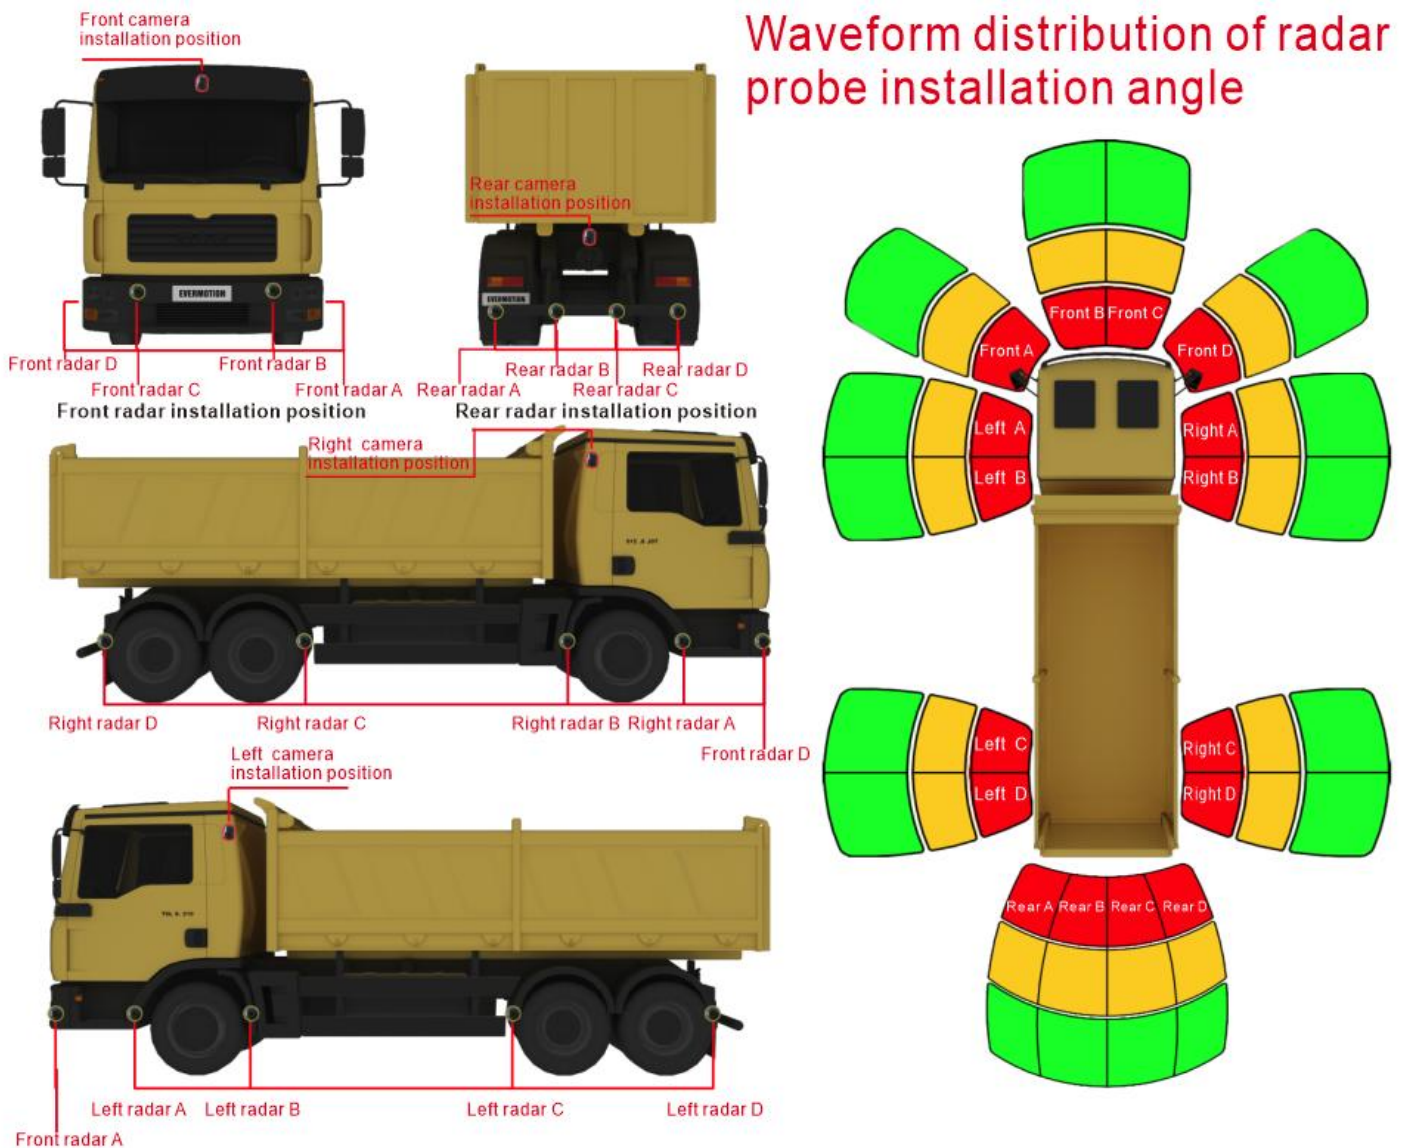 Waveform distribution of radar
probe installation angle
Front camera
installation position
EVERMOTION
Front radar D
Front radar B
Front radar C
Front radar A
Front radar installation position
Rear camera
installation position
EVERMOTION
Rear radar B
Rear radar D
Rear radar A
Rear radar C
Rear radar installation position
Right camera
installation position
Right radar D
Right radar C
Right radar B
Right radar A
Front radar D
Left camera
installation position
Left radar A
Left radar B
Left radar C
Left radar D
Front radar A
Front B
Front C
Front A
Front D
Left A
Right A
Left B
Right B
Left C
Right C
Left D
Right D
Rear A
Rear B
Rear C
Rear D